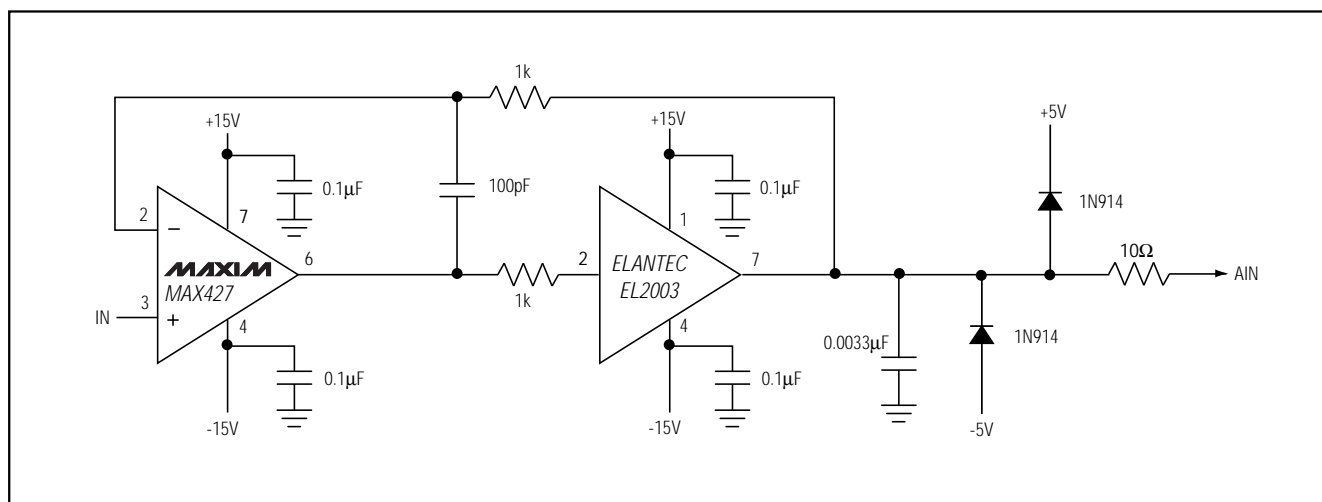 1k
+15V
+15V
+5V
0.1µF
100pF
0.1µF
1N914
2
7
1
−
MAXIM
MAX427
6
2
ELANTEC
EL2003
7
10Ω
AIN
IN
3
+
4
1k
4
0.0033µF
1N914
0.1µF
0.1µF
-15V
-15V
-5V